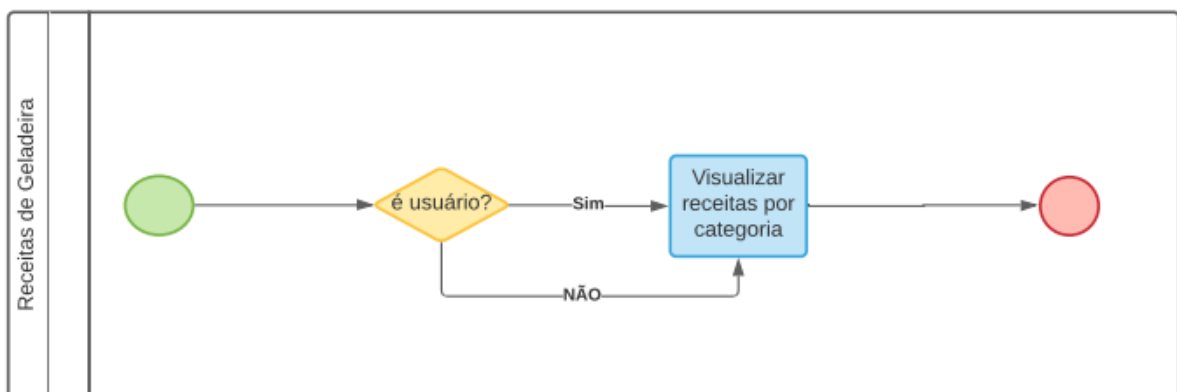 Receitas de Geladeira
é usuário?
Sim
Visualizar
receitas por
categoria
NÃO